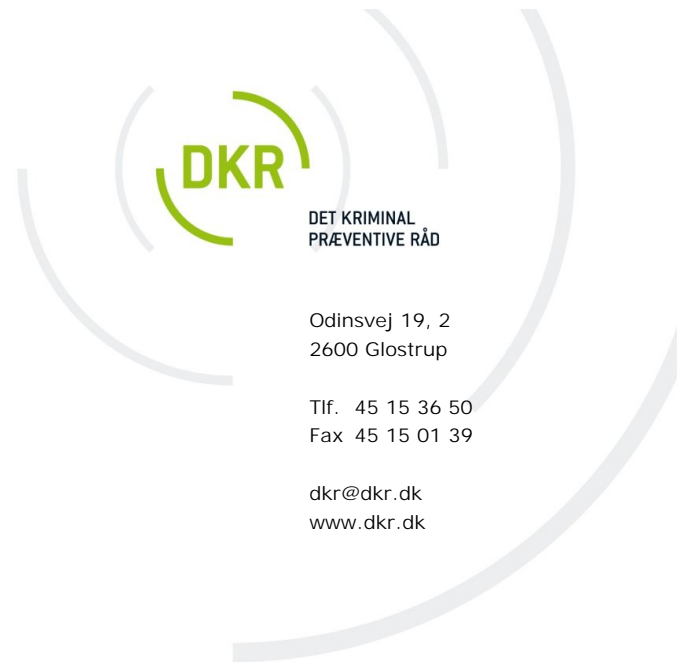 DKR
DET KRIMINAL
PRÆVENTIVE RÅD
Odinsvej 19, 2
2600 Glostrup
Tlf. 45 15 36 50
Fax 45 15 01 39
dkr@dkr.dk
www.dkr.dk